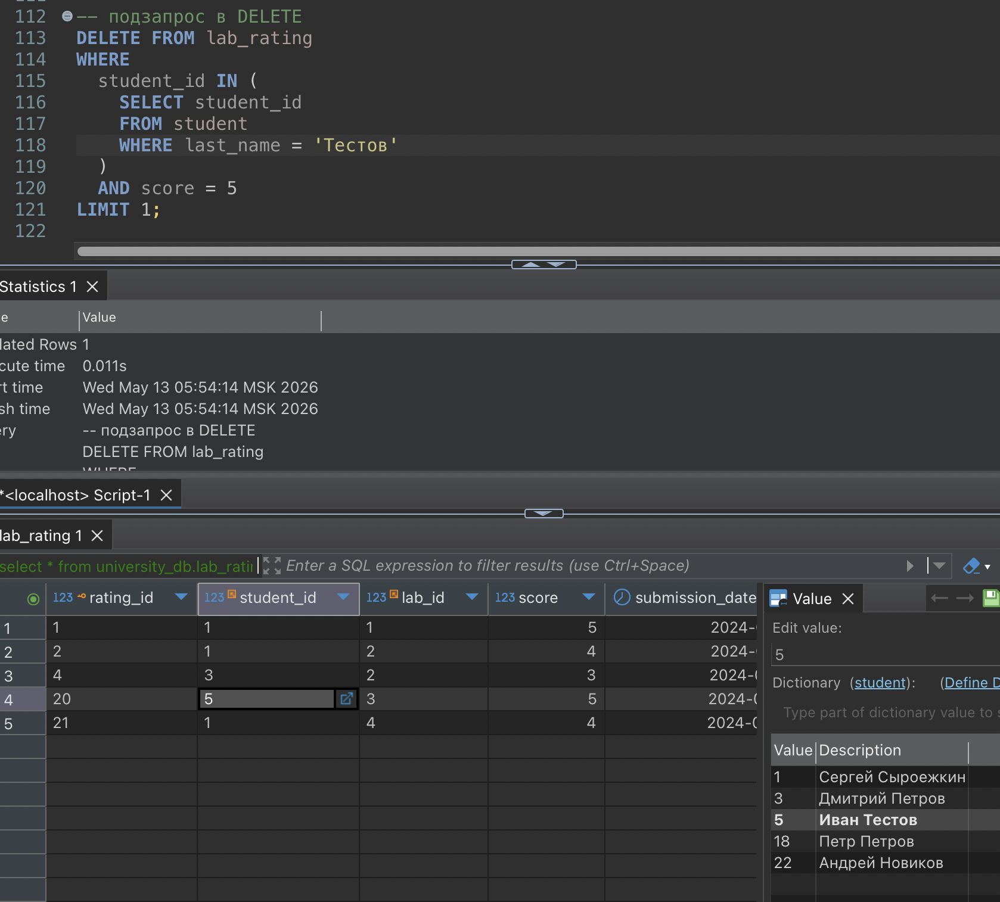 112 -- подзапрос в DELETE
113 DELETE FROM lab_rating
114 WHERE
115 student_id IN (
116 SELECT student_id
117 FROM student
118 WHERE last_name = 'Тестов'
119 )
120 AND score = 5
121 LIMIT 1;
122
Statistics 1
e Value
lated Rows 1
cute time 0.011s
rt time Wed May 13 05:54:14 MSK 2026
sh time Wed May 13 05:54:14 MSK 2026
ery -- подзапрос в DELETE
DELETE FROM lab_rating
WHERE
*<localhost> Script-1
lab_rating 1
select * from university_db.lab_ratin Enter a SQL expression to filter results (use Ctrl+Space)
123 rating_id 123 student_id 123 lab_id 123 score submission_date
1 1 1 1 5 2024-
2 2 1 2 4 2024-
3 4 3 2 3 2024-0
4 20 5 3 5 2024-0
5 21 1 4 4 2024-0
Value
Edit value:
5
Dictionary (student): (Define D
Type part of dictionary value to s
Value Description
1 Сергей Сыроежкин
3 Дмитрий Петров
5 Иван Тестов
18 Петр Петров
22 Андрей Новиков